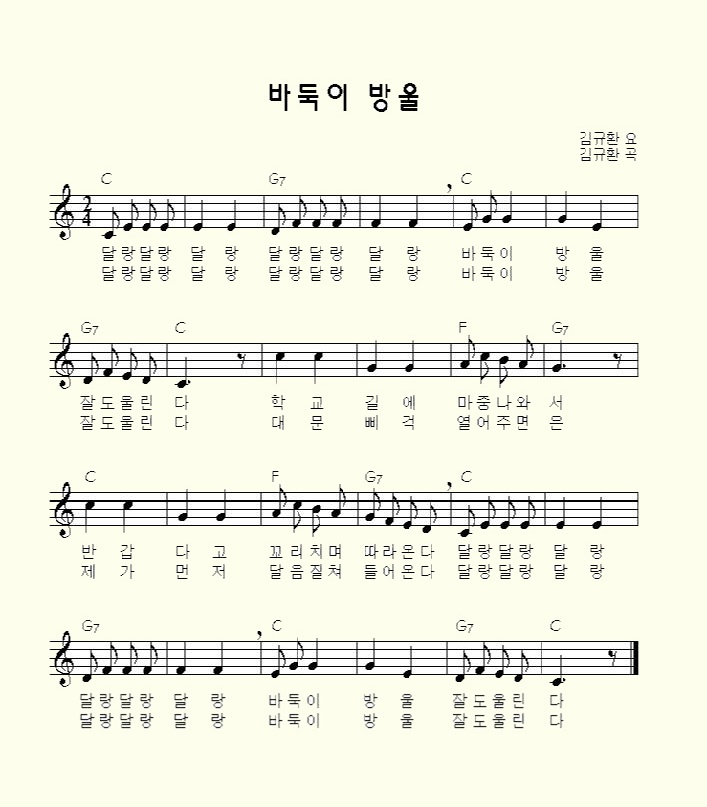 바둑이 방울
김규환 요
김규환 곡
C G7 C
2
4
달랑달랑 달 랑 달랑달랑 달 랑 바둑이 방 울
달랑달랑 달 랑 달랑달랑 달 랑 바둑이 방 울
G7 C F G7
잘도울린 다 학 교 길 에 마중나와 서
잘도울린 다 대 문 삐 걱 열어주면 은
C F G7 C
반 갑 다 고 꼬리치며 따라온다 달랑달랑 달 랑
제 가 먼 저 달음질쳐 들어온다 달랑달랑 달 랑
G7 C G7 C
달랑달랑 달 랑 바둑이 방 울 잘도울린 다
달랑달랑 달 랑 바둑이 방 울 잘도울린 다